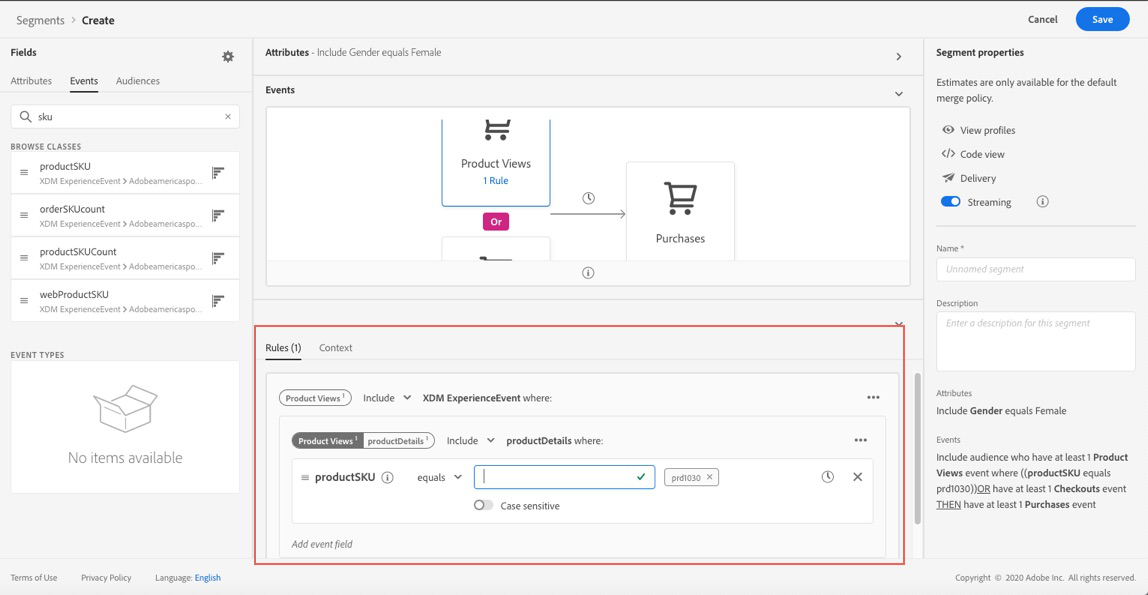 Segments > Create
Cancel
Save
Fields
Attributes
Events
Audiences
sku
BROWSE CLASSES
productSKU
XDM ExperienceEvent > Adobeamericaspo...
orderSKUcount
XDM ExperienceEvent > Adobeamericaspo...
productSKUCount
XDM ExperienceEvent > Adobeamericaspo...
webProductSKU
XDM ExperienceEvent > Adobeamericaspo...
EVENT TYPES
No items available
Attributes - Include Gender equals Female
Events
Product Views
1 Rule
Or
Purchases
Rules (1)
Context
Product Views 1 Include XDM ExperienceEvent where:
Product Views 1 productDetails 1 Include productDetails where:
productSKU equals prd1030
Case sensitive
Add event field
Segment properties
Estimates are only available for the default
merge policy.
View profiles
Code view
Delivery
Streaming
Name *
Unnamed segment
Description
Enter a description for this segment
Attributes
Include Gender equals Female
Events
Include audience who have at least 1 Product
Views event where ((productSKU equals
prd1030))OR have at least 1 Checkouts event
THEN have at least 1 Purchases event
Terms of Use
Privacy Policy
Language: English
Copyright © 2020 Adobe Inc. All rights reserved.